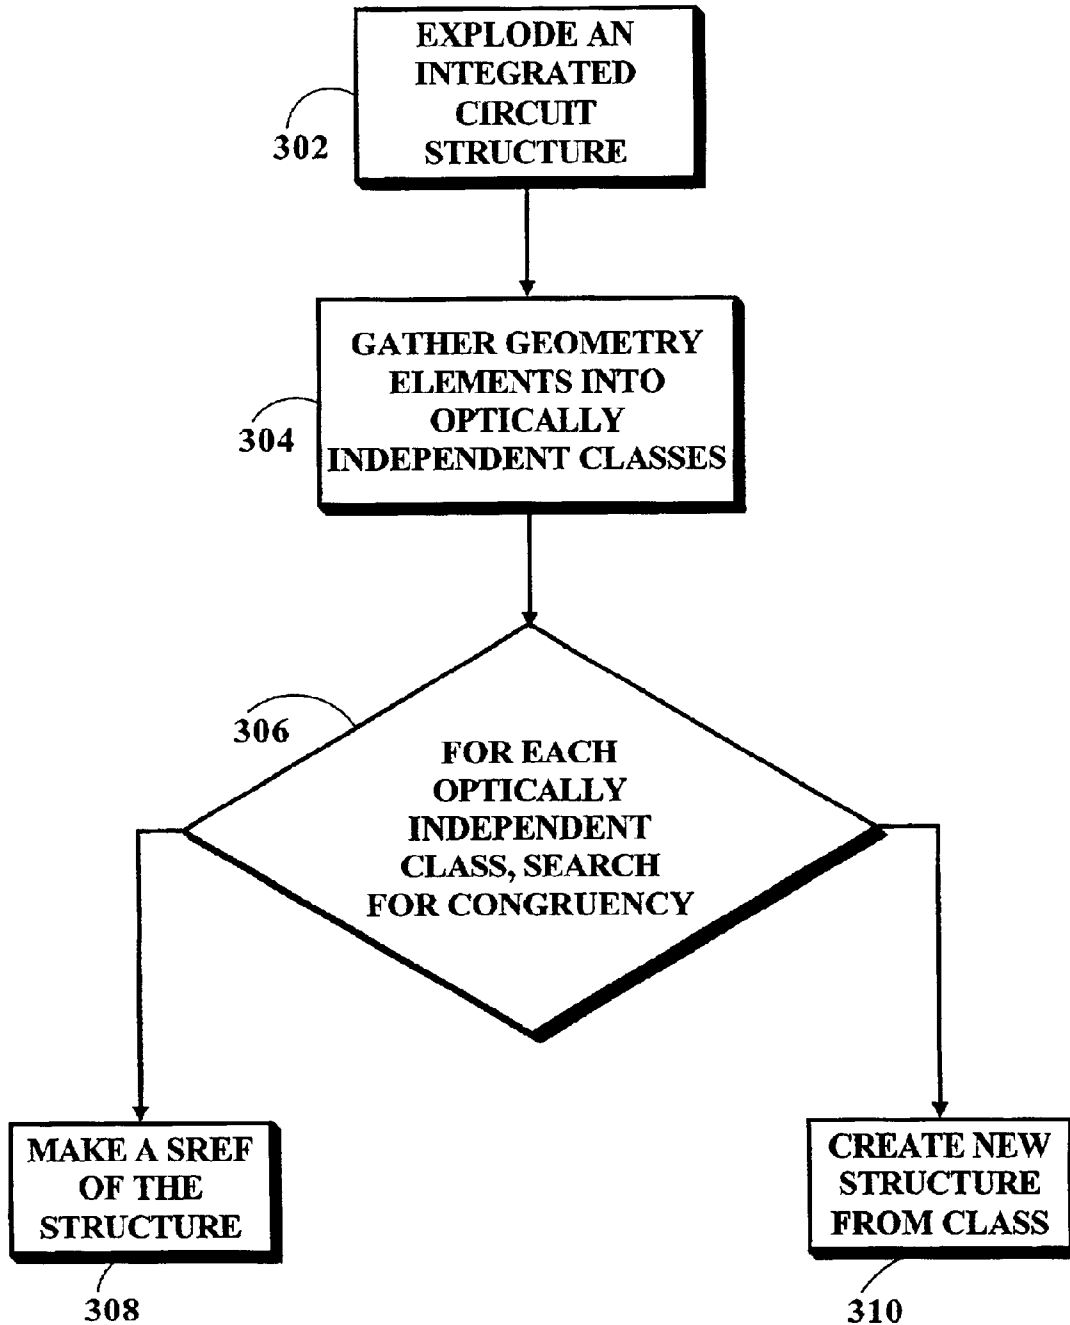 EXPLODE AN
INTEGRATED
CIRCUIT
STRUCTURE
302
GATHER GEOMETRY
ELEMENTS INTO
OPTICALLY
INDEPENDENT CLASSES
304
306
FOR EACH
OPTICALLY
INDEPENDENT
CLASS, SEARCH
FOR CONGRUENCY
MAKE A SREF
OF THE
STRUCTURE
308
CREATE NEW
STRUCTURE
FROM CLASS
310